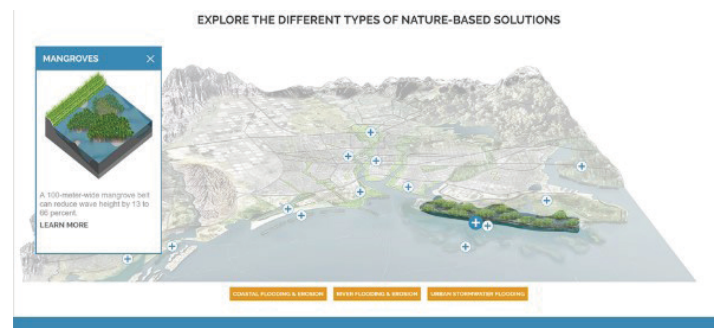 EXPLORE THE DIFFERENT TYPES OF NATURE-BASED SOLUTIONS
MANGROVES
A 100-meter-wide mangrove belt
can reduce wave height by 13 to
66 percent.
LEARN MORE
COASTAL FLOODING & EROSION
RIVER FLOODING & EROSION
URBAN STORMWATER FLOODING